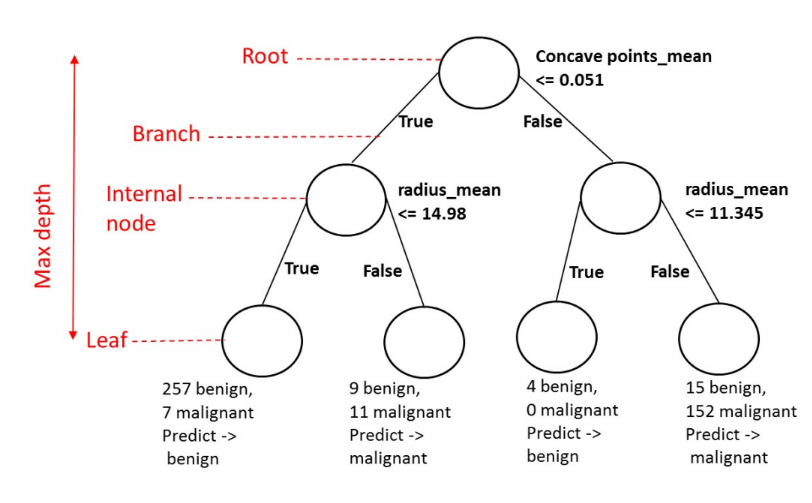 Root
Concave points_mean
<= 0.051
True
False
Branch
Max depth
Internal
node
radius_mean
<= 14.98
radius_mean
<= 11.345
True
False
True
False
Leaf
257 benign,
7 malignant
Predict ->
benign
9 benign,
11 malignant
Predict ->
malignant
4 benign,
0 malignant
Predict ->
benign
15 benign,
152 malignant
Predict ->
malignant